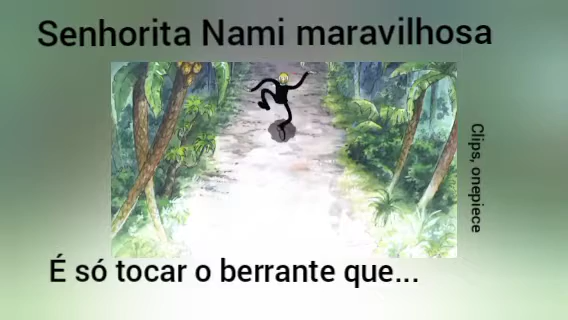 Senhorita Nami maravilhosa
Clips, onepiece
É só tocar o berrante que...